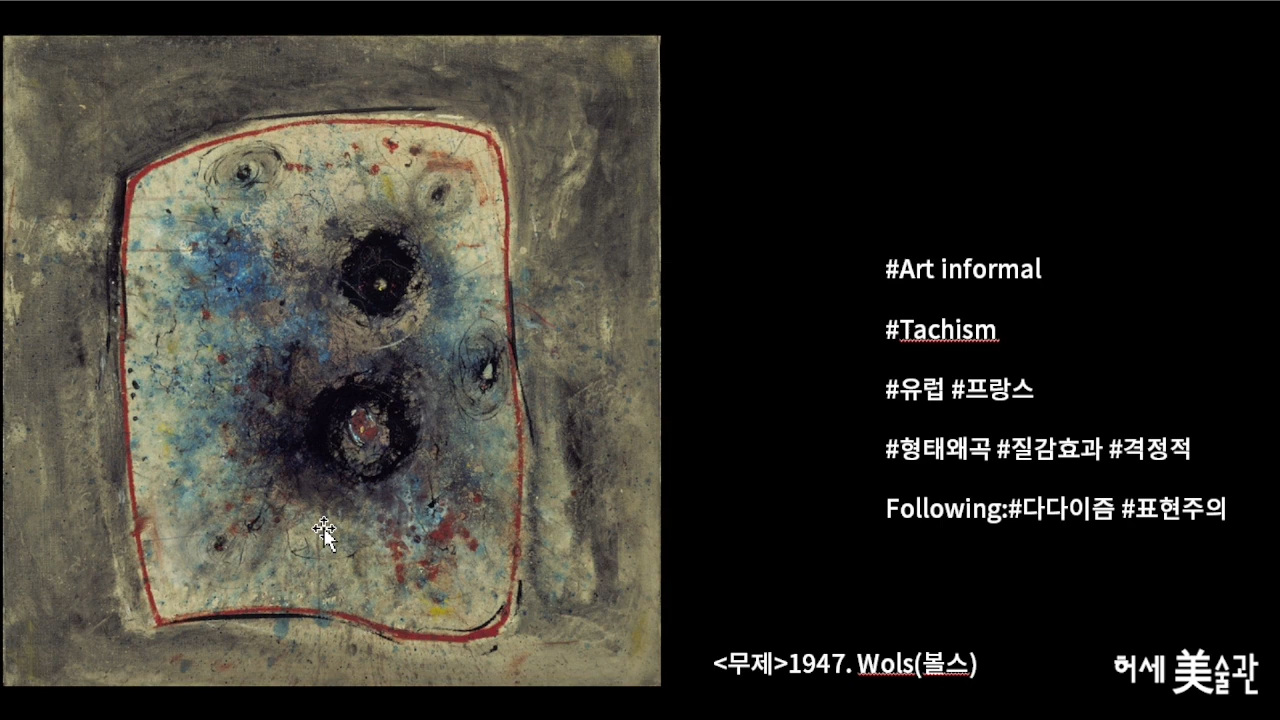 #Art informal
#Tachism
#유럽 #프랑스
#형태왜곡 #질감효과 #격정적
Following:#다다이즘 #표현주의
<무제>1947. Wols(볼스)
허세 美술관